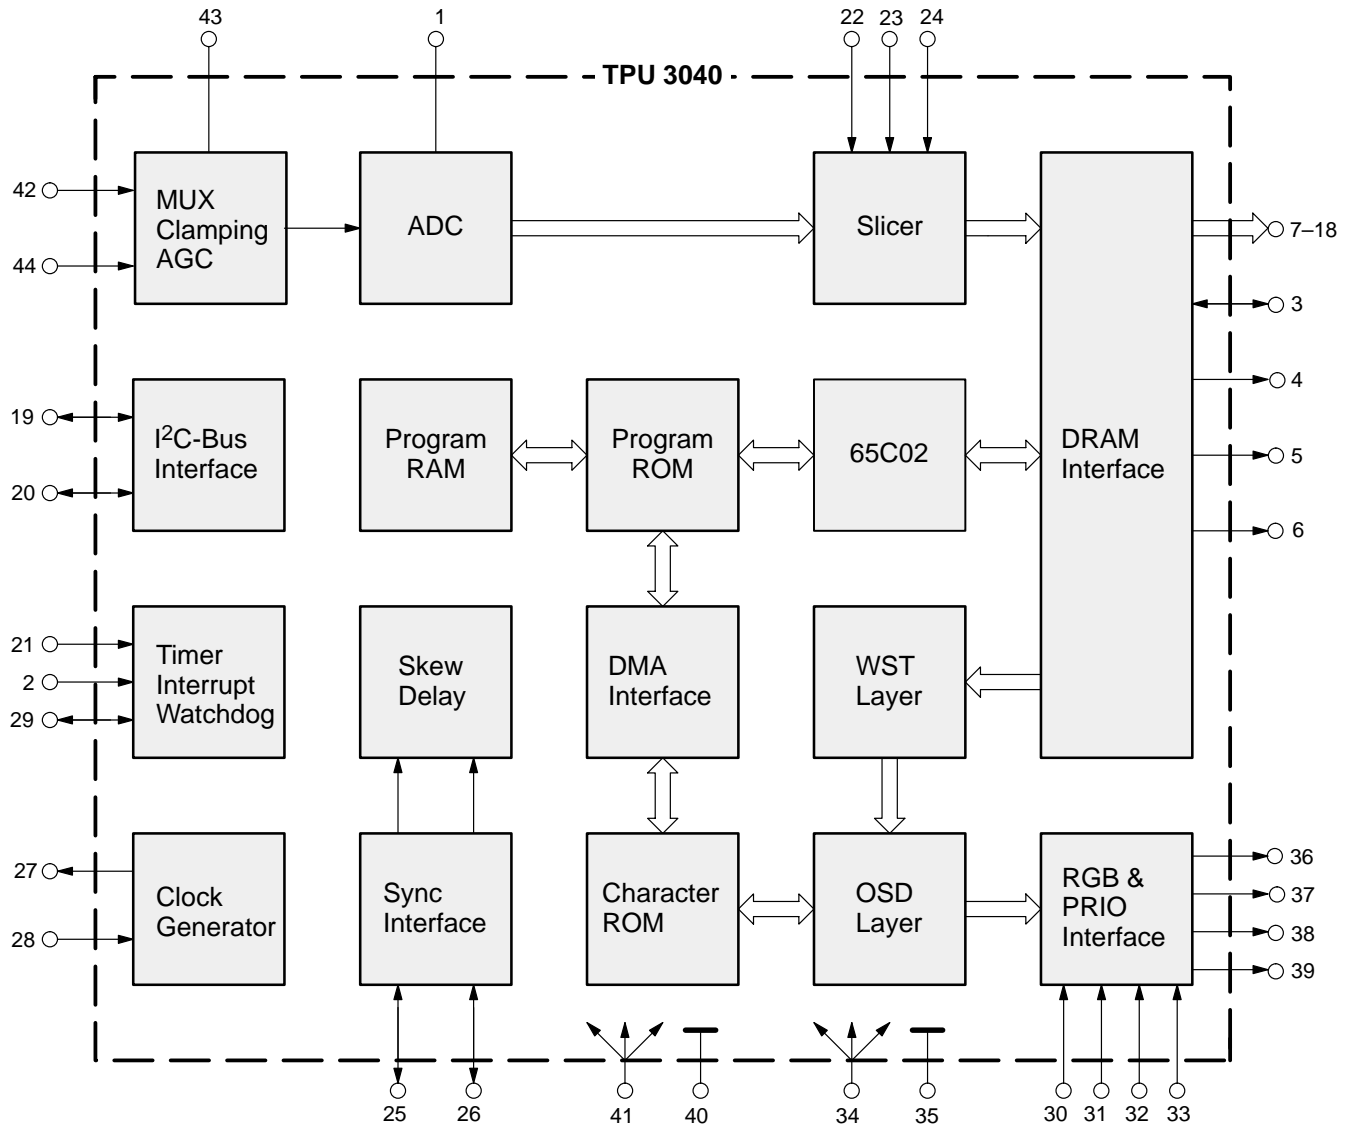 43
1
22
23
24
TPU 3040
42
44
MUX
Clamping
AGC
ADC
Slicer
7–18
3
4
5
6
DRAM
Interface
19
20
I2C-Bus
Interface
Program
RAM
Program
ROM
65C02
21
2
29
Timer
Interrupt
Watchdog
Skew
Delay
DMA
Interface
WST
Layer
27
28
Clock
Generator
Sync
Interface
Character
ROM
OSD
Layer
RGB &
PRIO
Interface
36
37
38
39
25
26
41
40
34
35
30
31
32
33